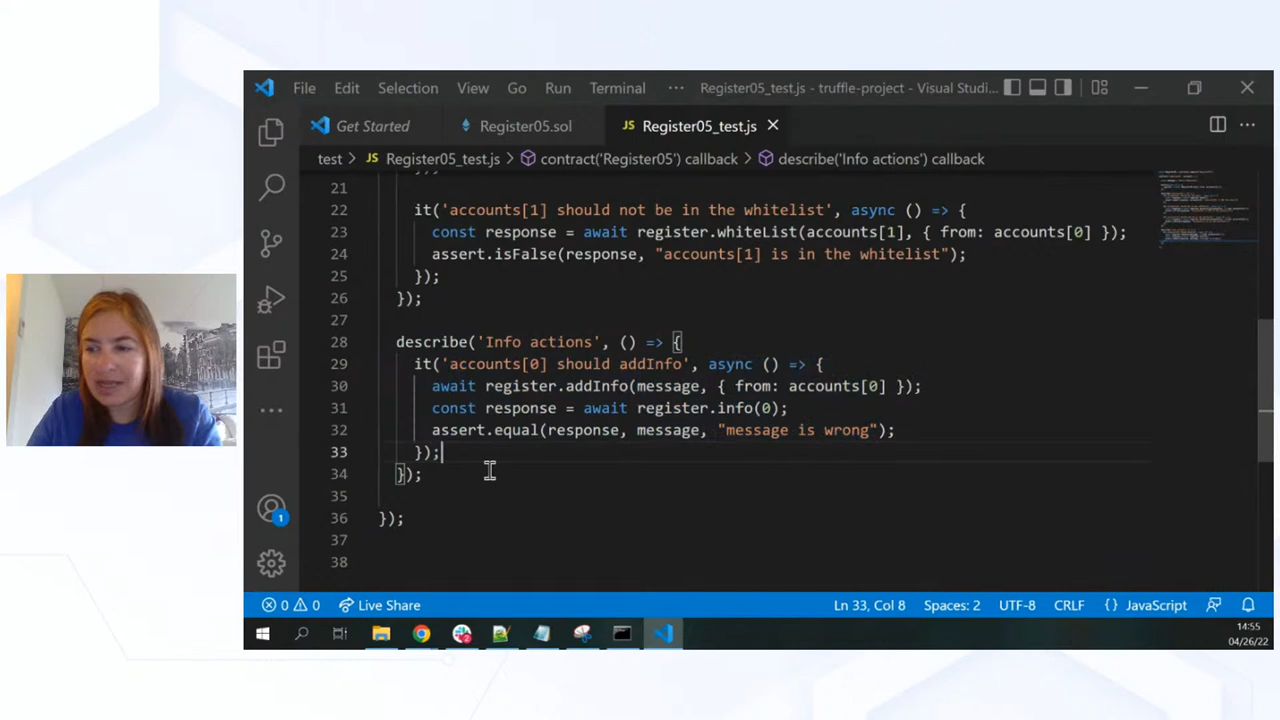 File Edit Selection View Go Run Terminal ··· Register05_test.js - truffle-project - Visual Studi...
Get Started Register05.sol JS Register05_test.js
test > JS Register05_test.js > contract('Register05') callback > describe('Info actions') callback
21
22 it('accounts[1] should not be in the whitelist', async () => {
23 const response = await register.whiteList(accounts[1], { from: accounts[0] });
24 assert.isFalse(response, "accounts[1] is in the whitelist");
25 });
26 });
27
28 describe('Info actions', () => {
29 it('accounts[0] should addInfo', async () => {
30 await register.addInfo(message, { from: accounts[0] });
31 const response = await register.info(0);
32 assert.equal(response, message, "message is wrong");
33 });
34 });
35
36 });
37
38
1
0 0 Live Share Ln 33, Col 8 Spaces: 2 UTF-8 CRLF {} JavaScript
14:55
04/26/22